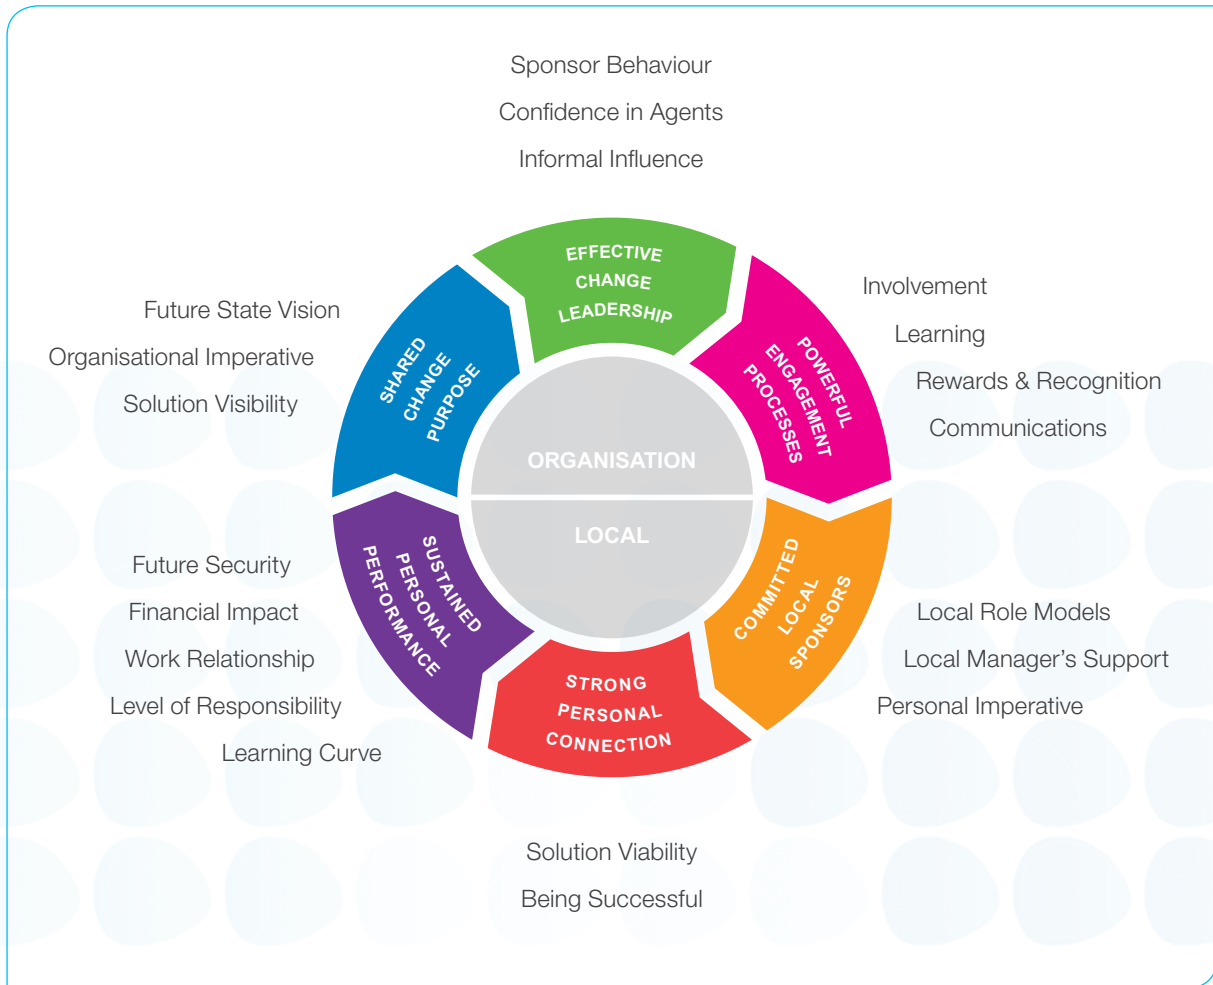 Sponsor Behaviour
Confidence in Agents
Informal Influence
EFFECTIVE
CHANGE
LEADERSHIP
Involvement
Learning
Rewards & Recognition
Communications
POWERFUL
ENGAGEMENT
PROCESSES
Future State Vision
Organisational Imperative
Solution Visibility
SHARED
CHANGE
PURPOSE
ORGANISATION
LOCAL
COMMITTED
LOCAL
SPONSORS
Local Role Models
Local Manager's Support
Personal Imperative
Future Security
Financial Impact
Work Relationship
Level of Responsibility
Learning Curve
SUSTAINED
PERSONAL
PERFORMANCE
STRONG
PERSONAL
CONNECTION
Solution Viability
Being Successful